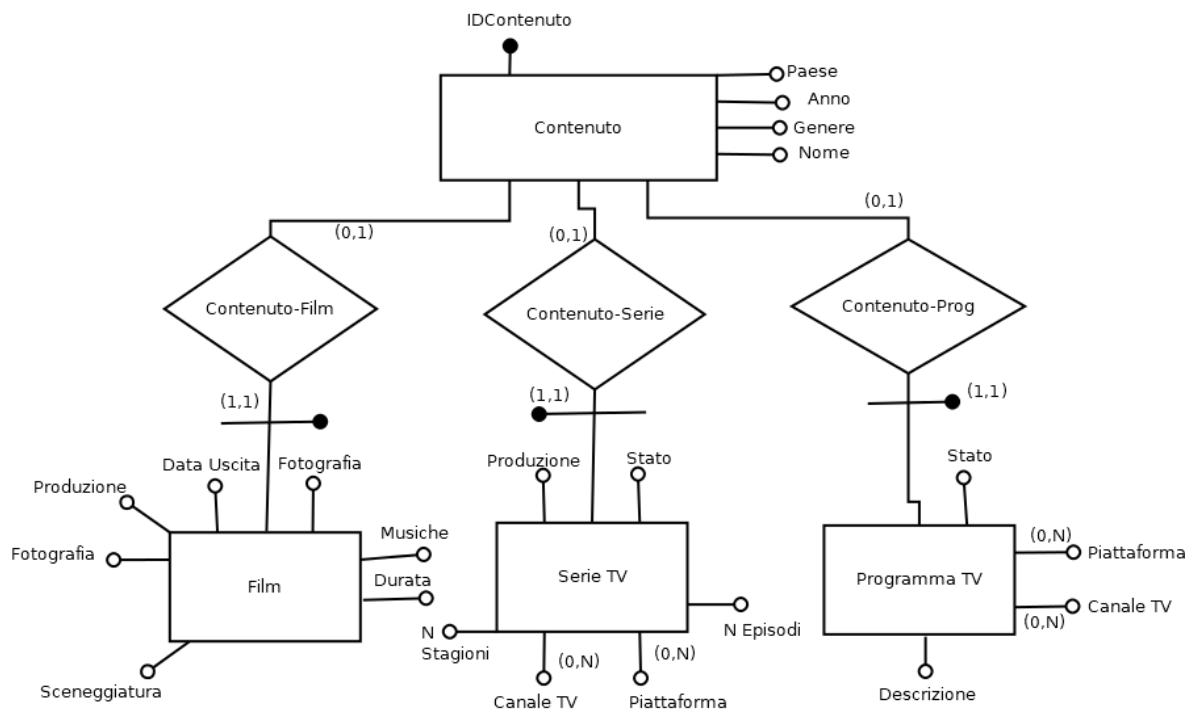 IDContenuto
Paese
Anno
Contenuto
Genere
Nome
(0,1)
(0,1)
(0,1)
Contenuto-Film
Contenuto-Serie
Contenuto-Prog
(1,1)
(1,1)
(1,1)
Data Uscita
Fotografia
Produzione
Stato
Stato
Produzione
Fotografia
Musiche
Film
Durata
Serie TV
Programma TV
(0,N)
Piattaforma
Canale TV
(0,N)
N
Stagioni
N Episodi
(0,N)
(0,N)
Sceneggiatura
Canale TV
Piattaforma
Descrizione